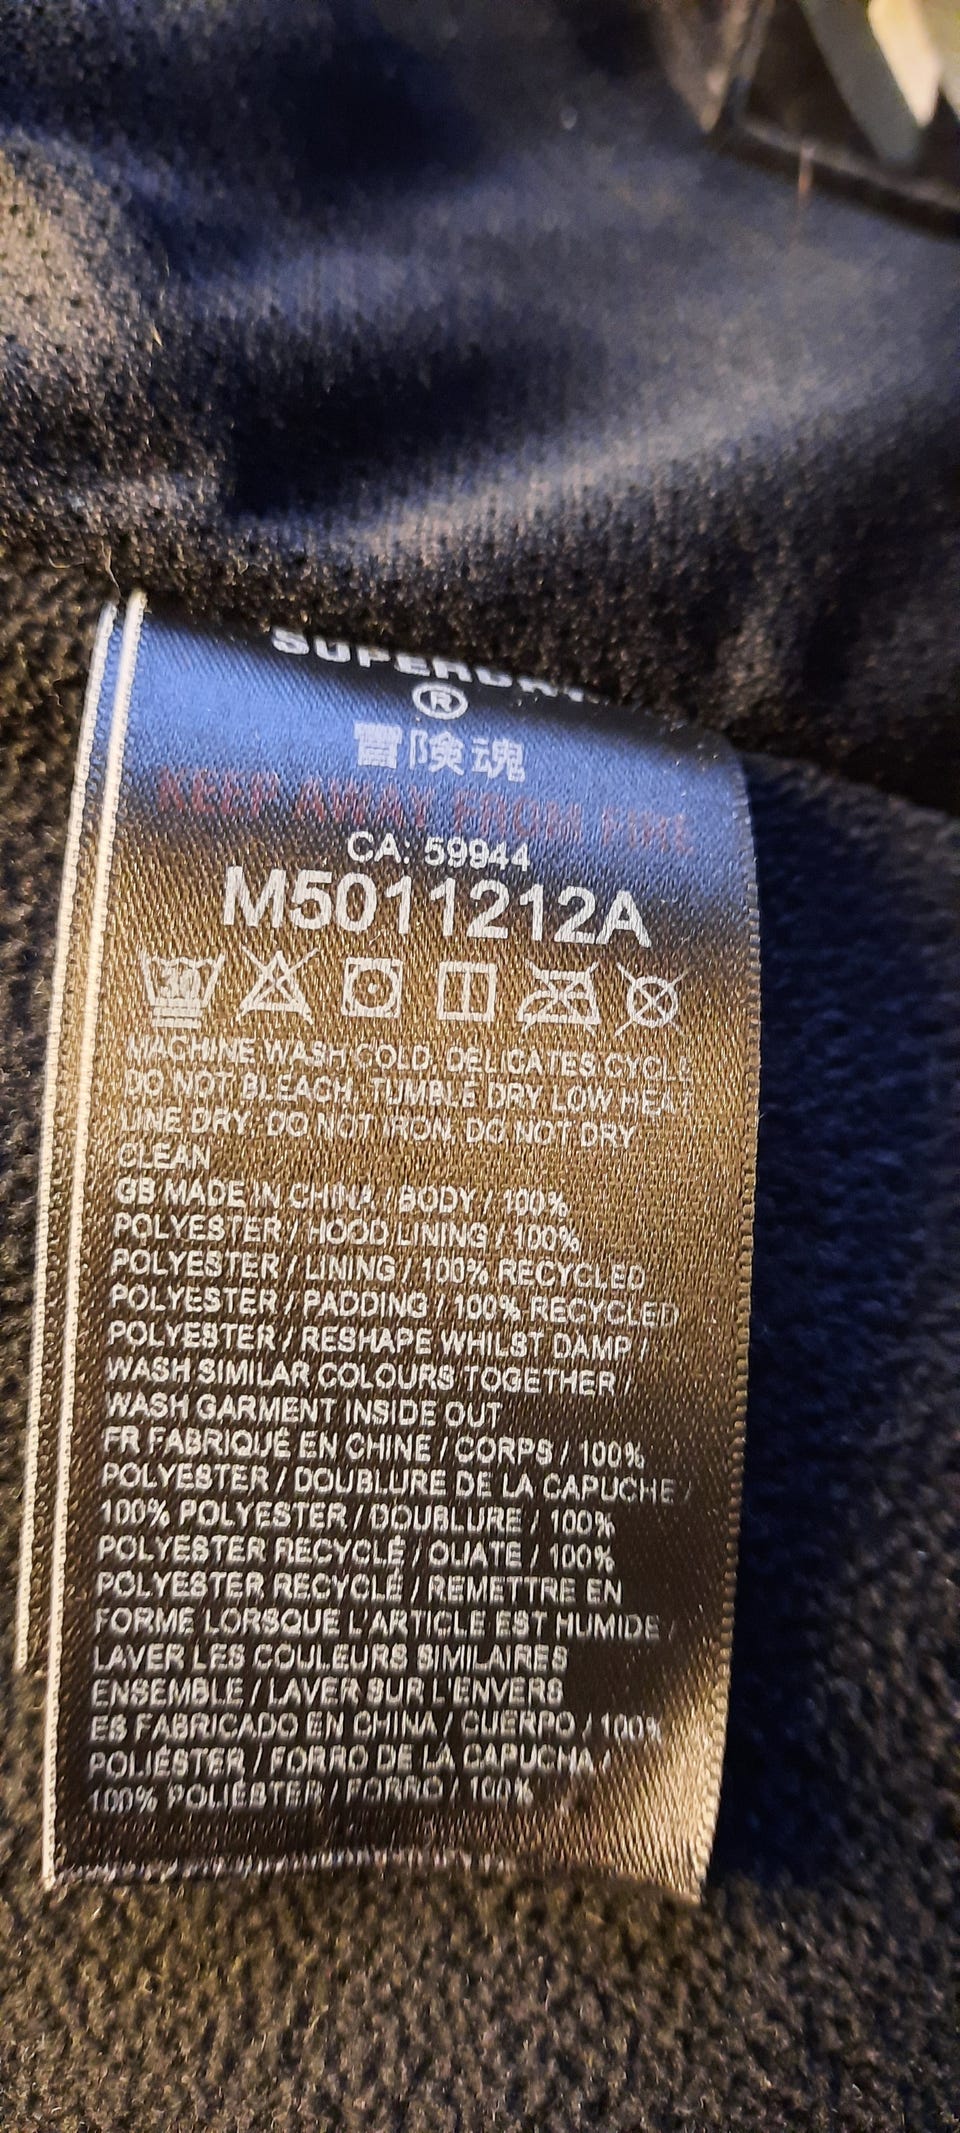 SUPERDRY
®
冒険魂
KEEP AWAY FROM FIRE
CA: 59944
M5011212A
30
MACHINE WASH COLD, DELICATES CYCLE
DO NOT BLEACH, TUMBLE DRY LOW HEAT
LINE DRY, DO NOT IRON, DO NOT DRY
CLEAN
GB MADE IN CHINA / BODY / 100%
POLYESTER / HOOD LINING / 100%
POLYESTER / LINING / 100% RECYCLED
POLYESTER / PADDING / 100% RECYCLED
POLYESTER / RESHAPE WHILST DAMP /
WASH SIMILAR COLOURS TOGETHER /
WASH GARMENT INSIDE OUT
FR FABRIQUÉ EN CHINE / CORPS / 100%
POLYESTER / DOUBLURE DE LA CAPUCHE /
100% POLYESTER / DOUBLURE / 100%
POLYESTER RECYCLÉ / OUATE / 100%
POLYESTER RECYCLÉ / REMETTRE EN
FORME LORSQUE L'ARTICLE EST HUMIDE
LAVER LES COULEURS SIMILAIRES
ENSEMBLE / LAVER SUR L'ENVERS
ES FABRICADO EN CHINA / CUERPO / 100%
POLIÉSTER / FORRO DE LA CAPUCHA /
100% POLIÉSTER / FORRO / 100%